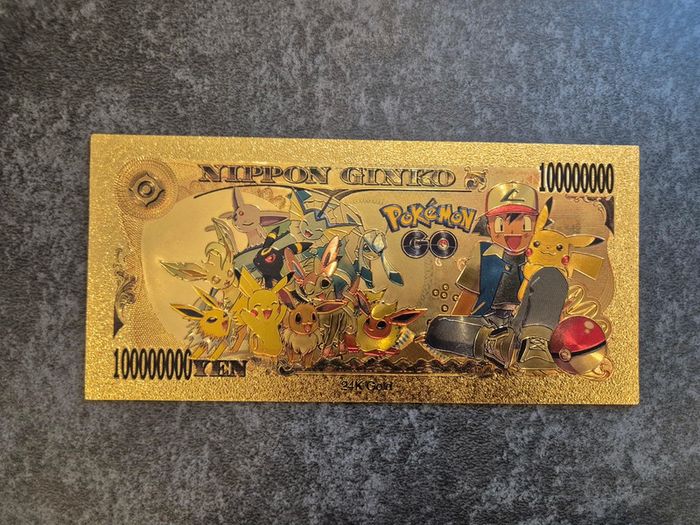 NIPPON GINKO
100000000
POKÉMON
GO
100000000 YEN
24K Gold